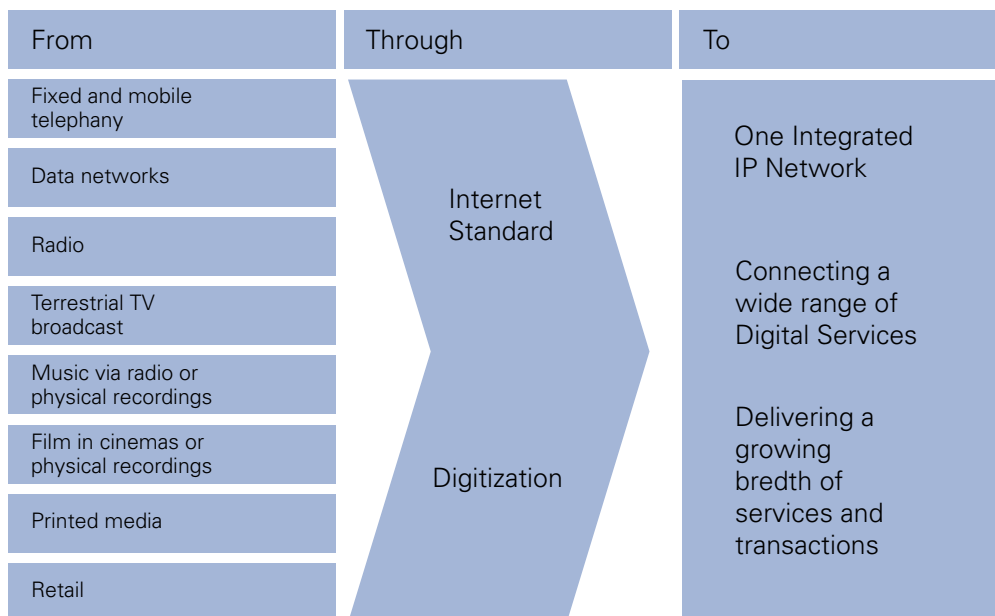 From
Through
To
Fixed and mobile
telephany
Data networks
Radio
Terrestrial TV
broadcast
Music via radio or
physical recordings
Film in cinemas or
physical recordings
Printed media
Retail
Internet
Standard
Digitization
One Integrated
IP Network
Connecting a
wide range of
Digital Services
Delivering a
growing
bredth of
services and
transactions